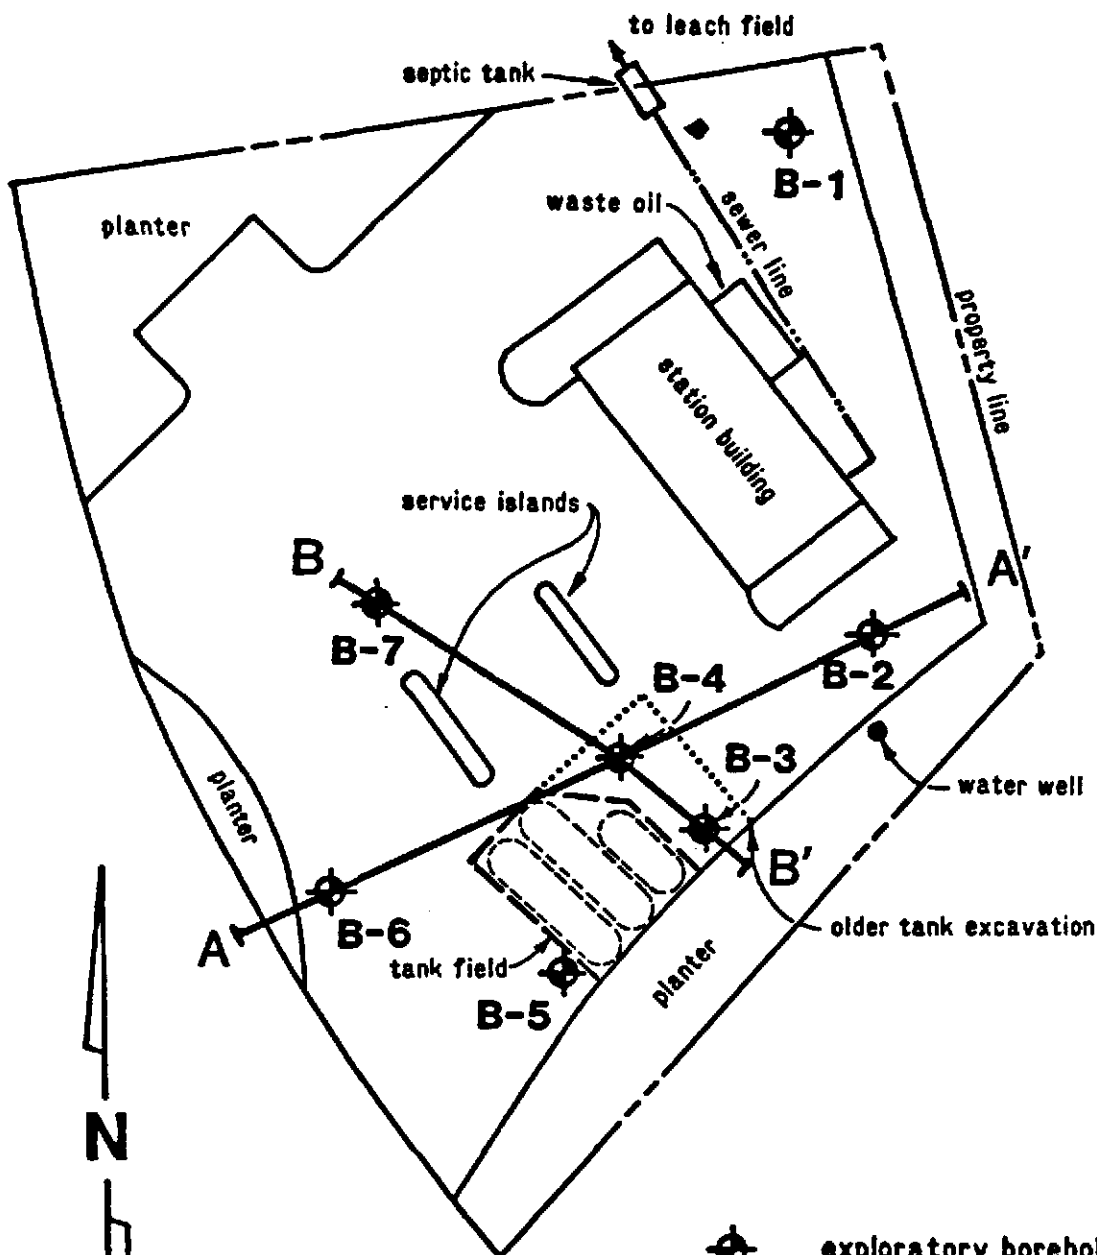 to leach field
septic tank
B-1
planter
waste oil
sewer line
property line
station building
service islands
B
A'
B-7
B-2
B-4
B-3
water well
planter
B'
B-6
A
older tank excavation
tank field
planter
B-5
N
exploratory borehol